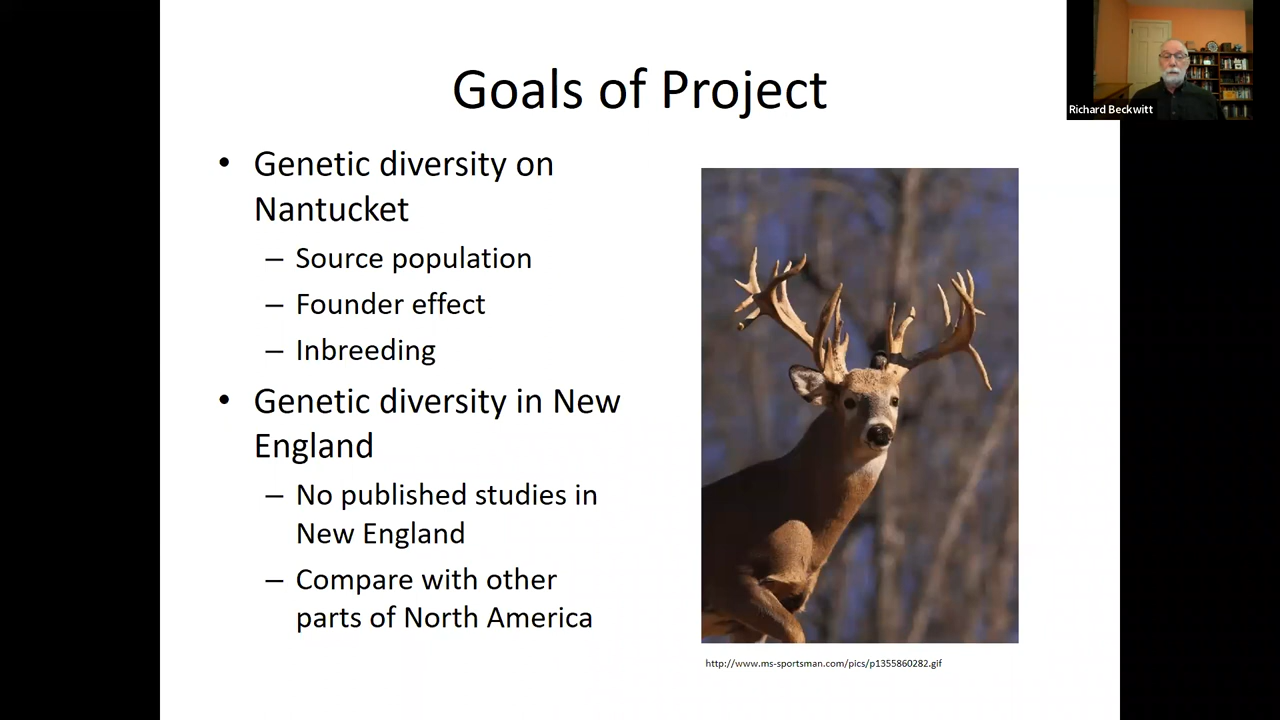 Goals of Project
Richard Beckwitt
• Genetic diversity on
Nantucket
– Source population
– Founder effect
– Inbreeding
• Genetic diversity in New
England
– No published studies in
New England
– Compare with other
parts of North America
http://www.ms-sportsman.com/pics/p1355860282.gif